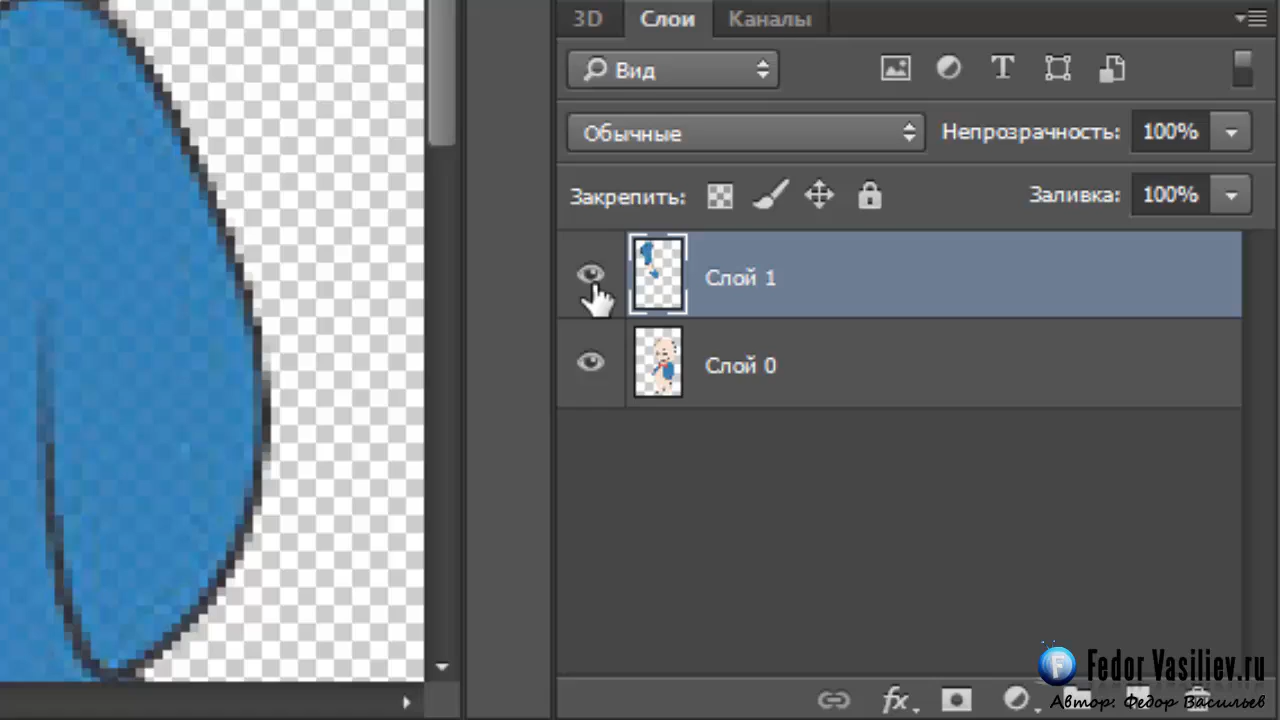 3D Слои Каналы
Вид
Обычные Непрозрачность: 100%
Закрепить: Заливка: 100%
Слой 1
Слой 0
fx
F Fedor Vasiliev.ru
Автор: Федор Васильев